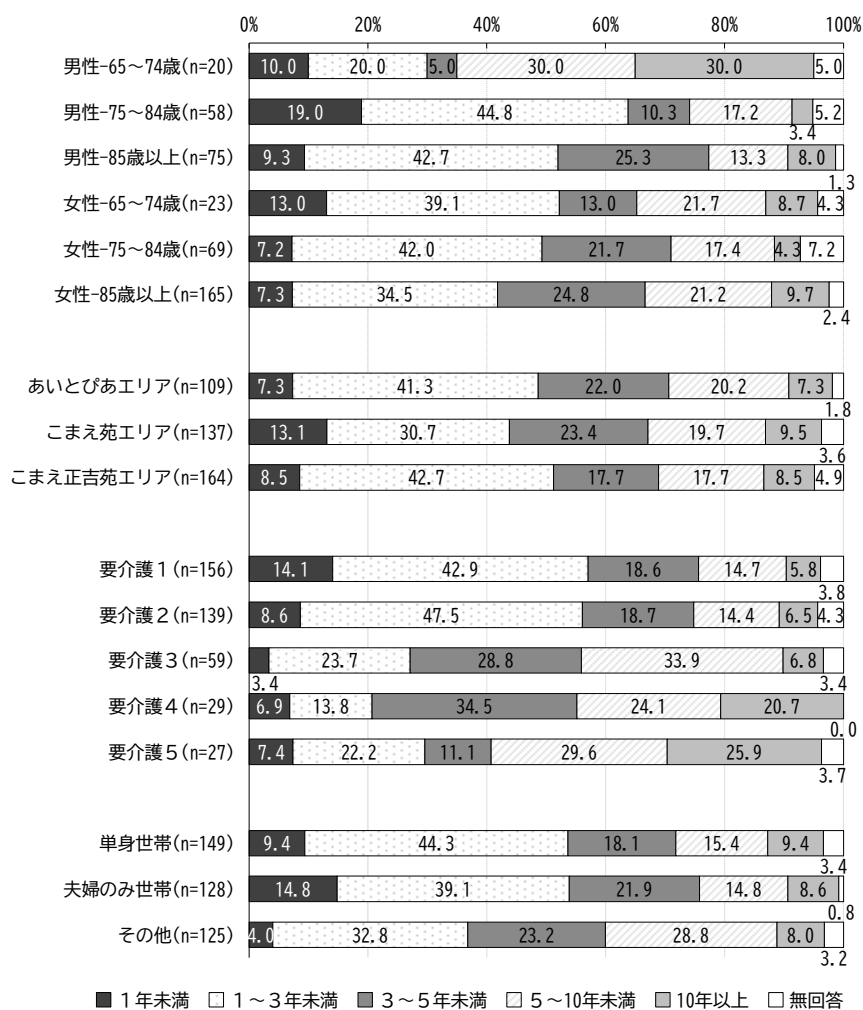 0% 20% 40% 60% 80% 100%
男性-65～74歳(n=20) 10.0 20.0 5.0 30.0 30.0 5.0
男性-75～84歳(n=58) 19.0 44.8 10.3 17.2 3.4 5.2
男性-85歳以上(n=75) 9.3 42.7 25.3 13.3 8.0 1.3
女性-65～74歳(n=23) 13.0 39.1 13.0 21.7 8.7 4.3
女性-75～84歳(n=69) 7.2 42.0 21.7 17.4 4.3 7.2
女性-85歳以上(n=165) 7.3 34.5 24.8 21.2 9.7 2.4
あいとぴあエリア(n=109) 7.3 41.3 22.0 20.2 7.3 1.8
こまえ苑エリア(n=137) 13.1 30.7 23.4 19.7 9.5 3.6
こまえ正吉苑エリア(n=164) 8.5 42.7 17.7 17.7 8.5 4.9
要介護１(n=156) 14.1 42.9 18.6 14.7 5.8 3.8
要介護２(n=139) 8.6 47.5 18.7 14.4 6.5 4.3
要介護３(n=59) 3.4 23.7 28.8 33.9 6.8 3.4
要介護４(n=29) 6.9 13.8 34.5 24.1 20.7 0.0
要介護５(n=27) 7.4 22.2 11.1 29.6 25.9 3.7
単身世帯(n=149) 9.4 44.3 18.1 15.4 9.4 3.4
夫婦のみ世帯(n=128) 14.8 39.1 21.9 14.8 8.6 0.8
その他(n=125) 4.0 32.8 23.2 28.8 8.0 3.2
１年未満 １～３年未満 ３～５年未満 ５～10年未満 10年以上 無回答